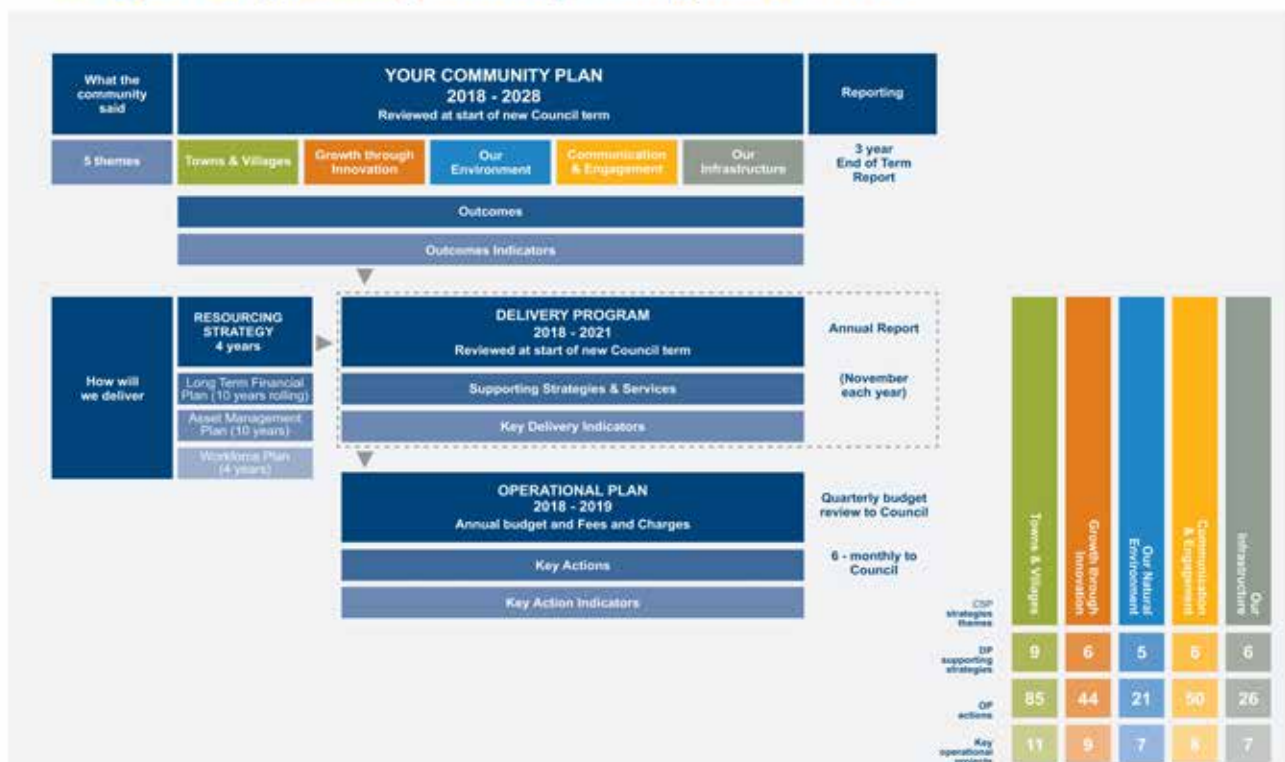 What the
community
said
YOUR COMMUNITY PLAN
2018 - 2028
Reviewed at start of new Council term
Reporting
5 themes
Towns & Villages
Growth through
Innovation
Our
Environment
Communication
& Engagement
Our
Infrastructure
3 year
End of Term
Report
Outcomes
Outcomes Indicators
How will
we deliver
RESOURCING
STRATEGY
4 years
Long Term Financial
Plan (10 years rolling)
Asset Management
Plan (10 years)
Workforce Plan
(4 years)
DELIVERY PROGRAM
2018 - 2021
Reviewed at start of new Council term
Supporting Strategies & Services
Key Delivery Indicators
Annual Report
(November
each year)
OPERATIONAL PLAN
2018 - 2019
Annual budget and Fees and Charges
Key Actions
Key Action Indicators
Quarterly budget
review to Council
6 - monthly to
Council
Towns & Villages
Growth through
Innovation
Our Natural
Environment
Communication
& Engagement
Our
Infrastructure
CSP
strategies
themes
DP
supporting
strategies
9
6
5
6
6
OP
actions
85
44
21
50
26
Key
operational
projects
11
9
7
8
7